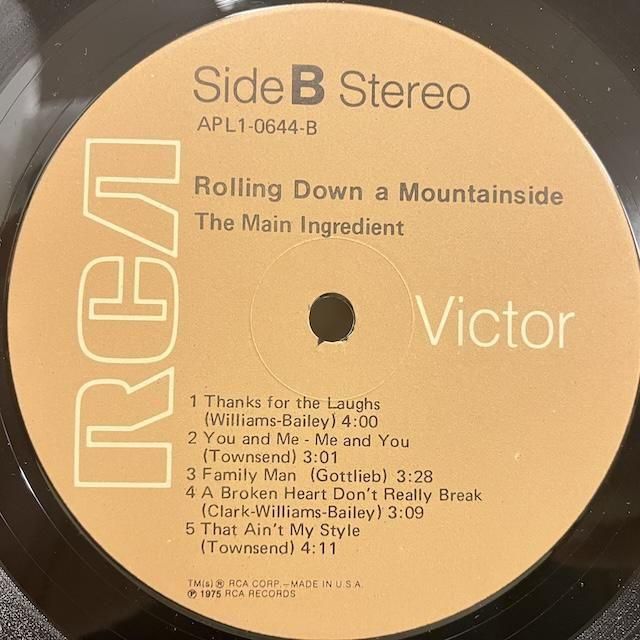 Side B Stereo
APL1-0644-B
Rolling Down a Mountainside
The Main Ingredient
RCA
Victor
1 Thanks for the Laughs
(Williams-Bailey) 4:00
2 You and Me - Me and You
(Townsend) 3:01
3 Family Man (Gottlieb) 3:28
4 A Broken Heart Don't Really Break
(Clark-Williams-Bailey) 3:09
5 That Ain't My Style
(Townsend) 4:11
TM(s) ® RCA CORP.—MADE IN U.S.A.
℗ 1975 RCA RECORDS